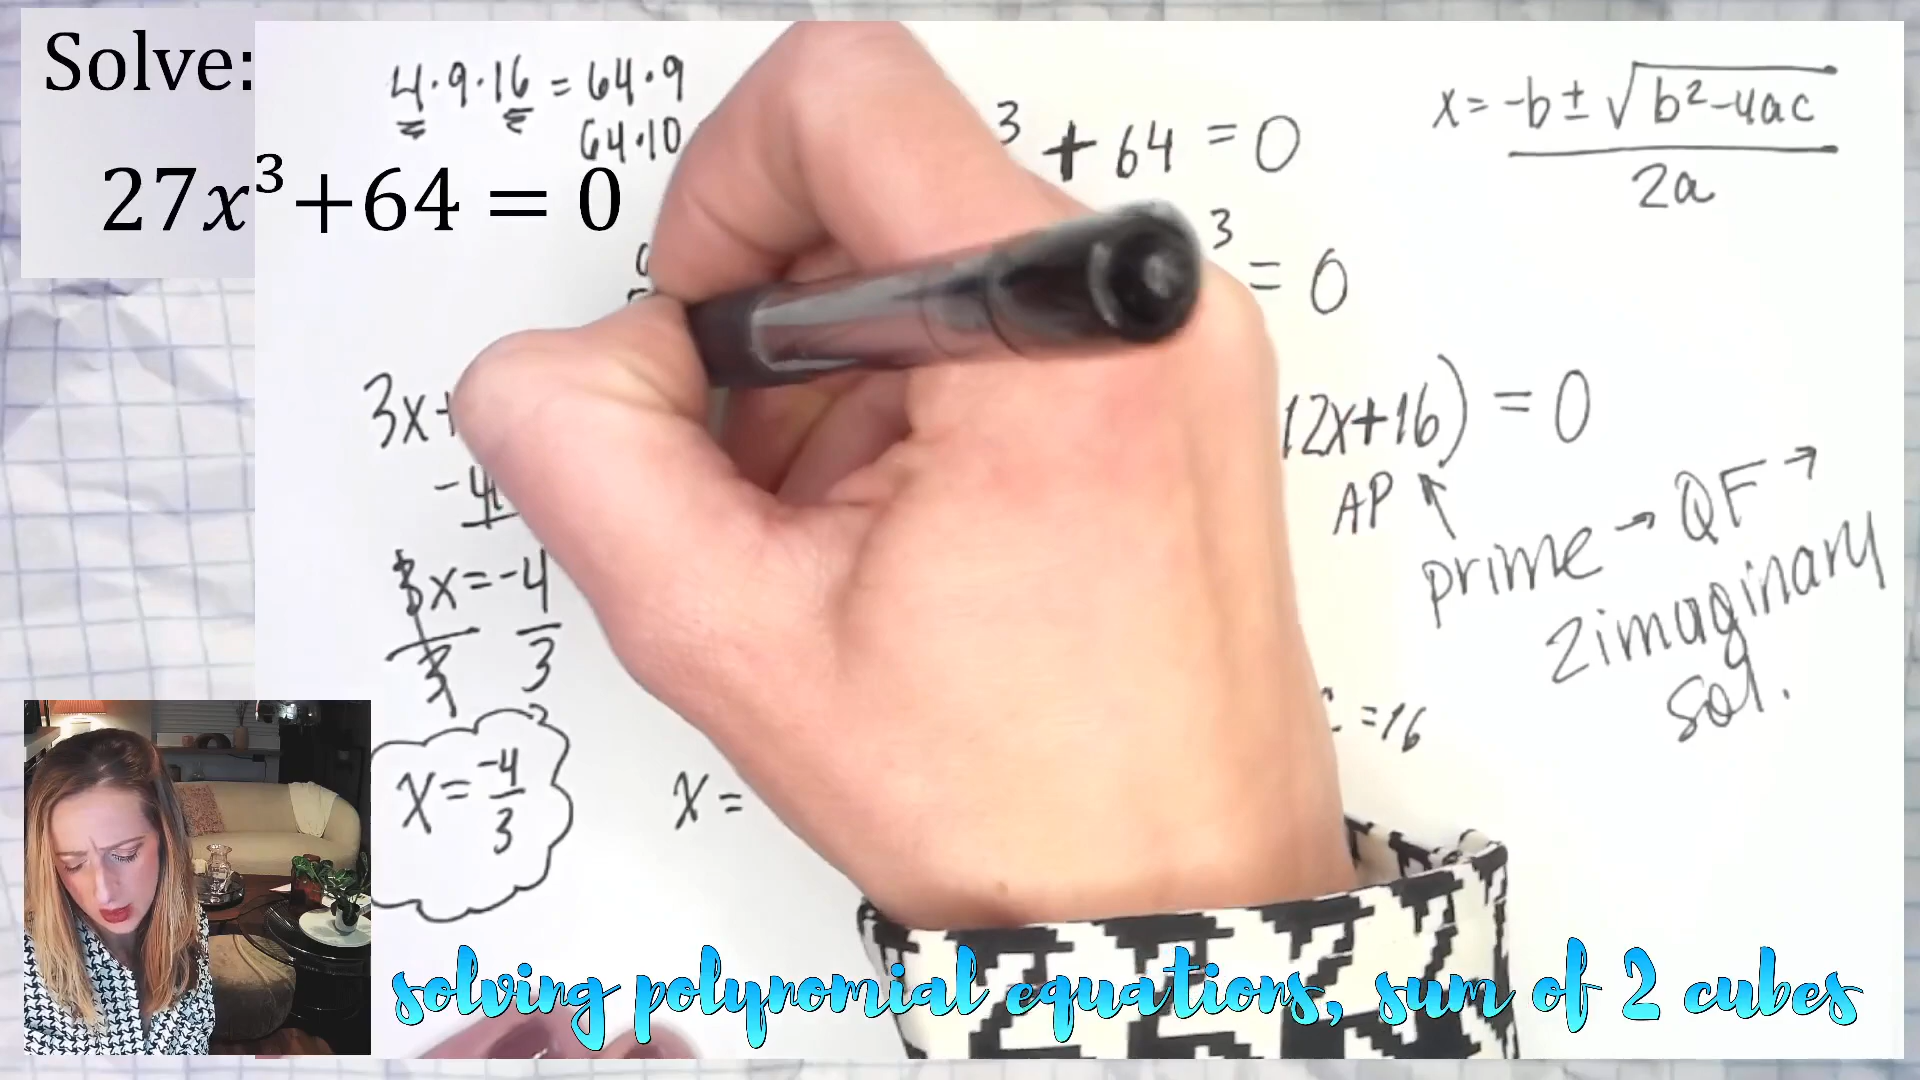 Solve:
27x³+64 = 0
4·9·16 = 64·9
64·10
³ + 64 = 0
x = -b ± √b²-4ac
2a
³ = 0
3x+
12x+16) = 0
-4
AP
prime → QF →
2 imaginary
sol.
3x = -4
3 3
= 16
x = -4
3
x =
solving polynomial equations, sum of 2 cubes